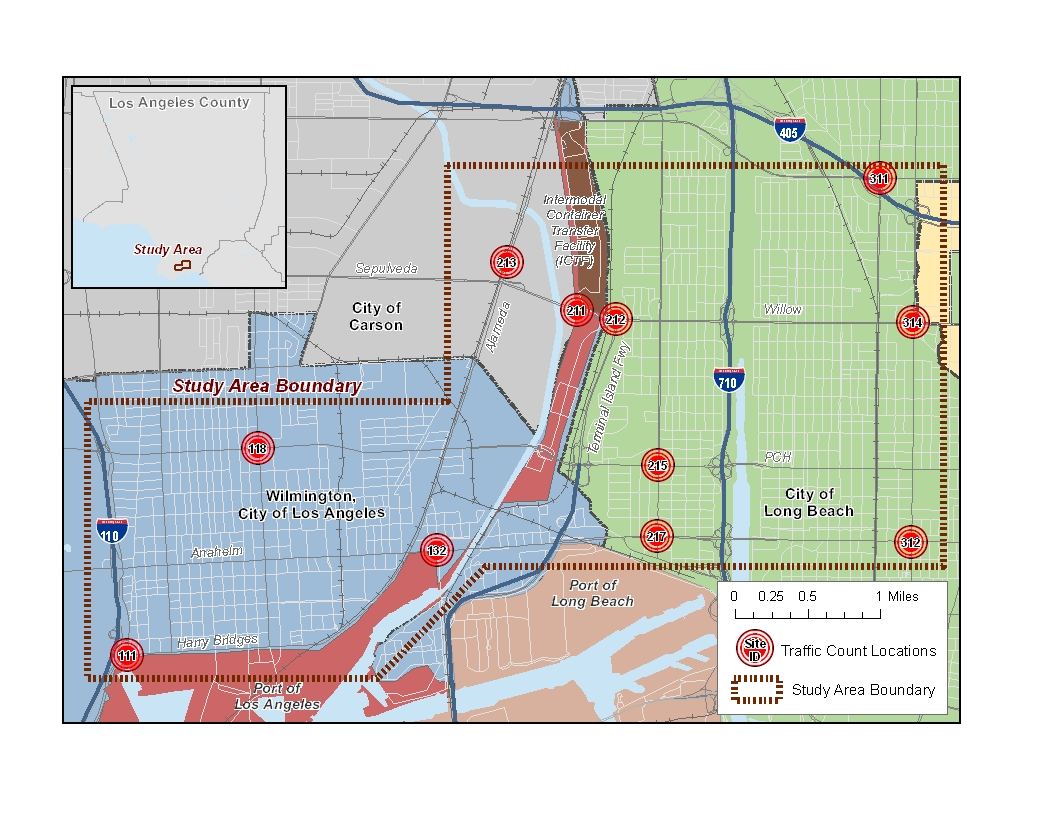 Los Angeles County
Study Area
405
311
Intermodal
Container
Transfer
Facility
(ICTF)
213
Sepulveda
City of
Carson
211
212
Willow
314
Alameda
Terminal Island Fwy
710
Study Area Boundary
118
215
PCH
Wilmington,
City of Los Angeles
City of
Long Beach
110
Anaheim
132
217
312
Port of
Long Beach
0 0.25 0.5 1 Miles
Harry Bridges
111
Site
ID
Traffic Count Locations
Study Area Boundary
Port of
Los Angeles